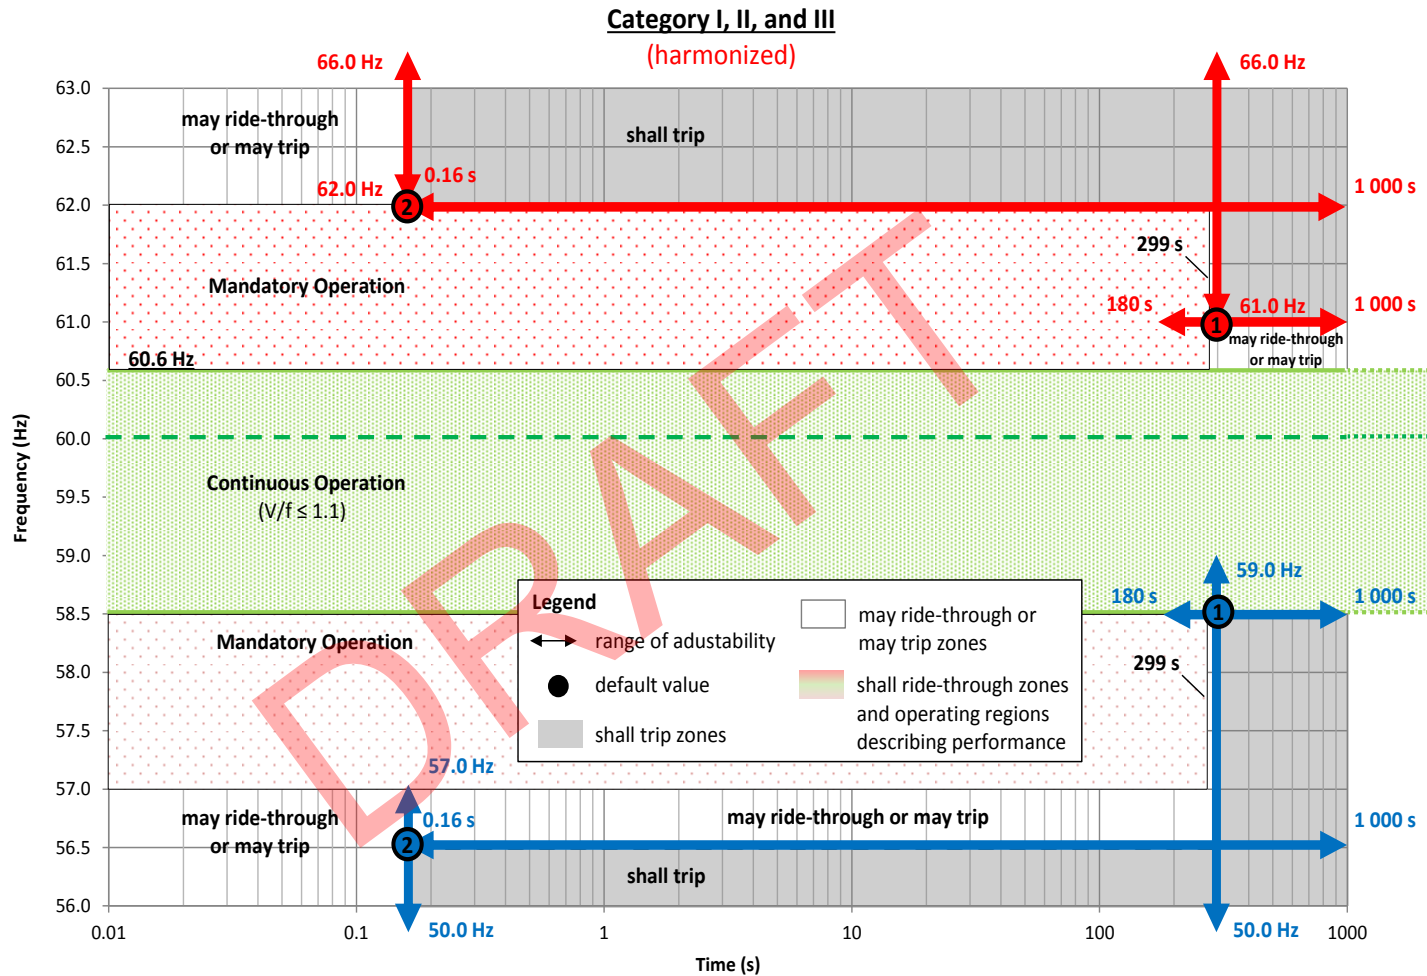 Category I, II, and III
(harmonized)
66.0 Hz
66.0 Hz
63.0
may ride-through
or may trip
shall trip
62.5
62.0 Hz
0.16 s
1 000 s
62.0
2
299 s
61.5
Mandatory Operation
180 s
61.0 Hz
1 000 s
61.0
1
may ride-through
or may trip
60.6 Hz
60.5
60.0
Continuous Operation
(V/f ≤ 1.1)
59.5
59.0
59.0 Hz
180 s
1 000 s
58.5
1
Mandatory Operation
299 s
58.0
57.5
57.0 Hz
57.0
may ride-through
or may trip
0.16 s
may ride-through or may trip
1 000 s
56.5
2
shall trip
56.0
50.0 Hz
50.0 Hz
0.01
0.1
1
10
100
1000
Time (s)
Frequency (Hz)
Legend
range of adustability
default value
shall trip zones
may ride-through or
may trip zones
shall ride-through zones
and operating regions
describing performance
DRAFT